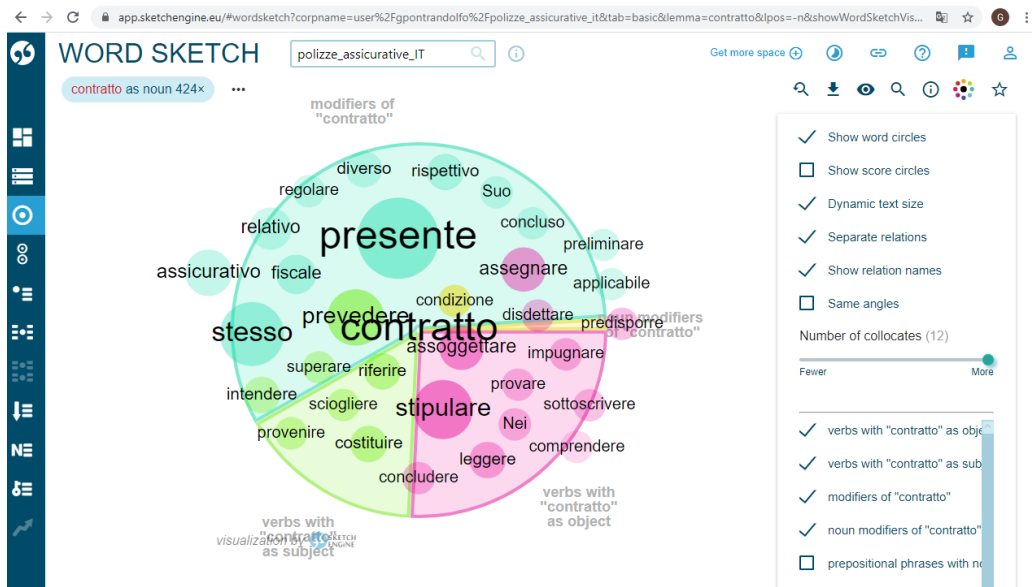 app.sketchengine.eu/#wordsketch?corpname=user%2Fgpontrandolfo%2Fpolizze_assicurative_it&tab=basic&lemma=contratto&lpos=-n&showWordSketchVis...
G
WORD SKETCH
polizze_assicurative_IT
Get more space
contratto as noun 424×
modifiers of
"contratto"
diverso
rispettivo
regolare
Suo
relativo
presente
concluso
preliminare
assicurativo
fiscale
assegnare
applicabile
condizione
prevedere
disdettare
predisporre
noun modifiers
of "contratto"
stesso
contratto
assoggettare
impugnare
superare
riferire
provare
intendere
sciogliere
stipulare
sottoscrivere
Nei
provenire
costituire
comprendere
leggere
concludere
verbs with
"contratto"
as object
verbs with
"contratto"
as subject
visualization by SKETCH
ENGINE
Show word circles
Show score circles
Dynamic text size
Separate relations
Show relation names
Same angles
Number of collocates (12)
Fewer
More
verbs with "contratto" as obje
verbs with "contratto" as sub
modifiers of "contratto"
noun modifiers of "contratto"
prepositional phrases with no